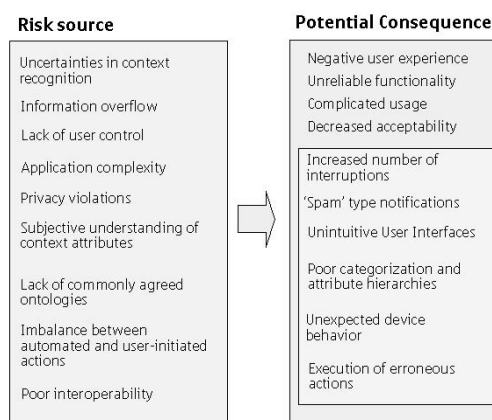 Risk source
Uncertainties in context
recognition
Information overflow
Lack of user control
Application complexity
Privacy violations
Subjective understanding of
context attributes
Lack of commonly agreed
ontologies
Imbalance between
automated and user-initiated
actions
Poor interoperability
Potential Consequence
Negative user experience
Unreliable functionality
Complicated usage
Decreased acceptability
Increased number of
interruptions
‘Spam’ type notifications
Unintuitive User Interfaces
Poor categorization and
attribute hierarchies
Unexpected device
behavior
Execution of erroneous
actions